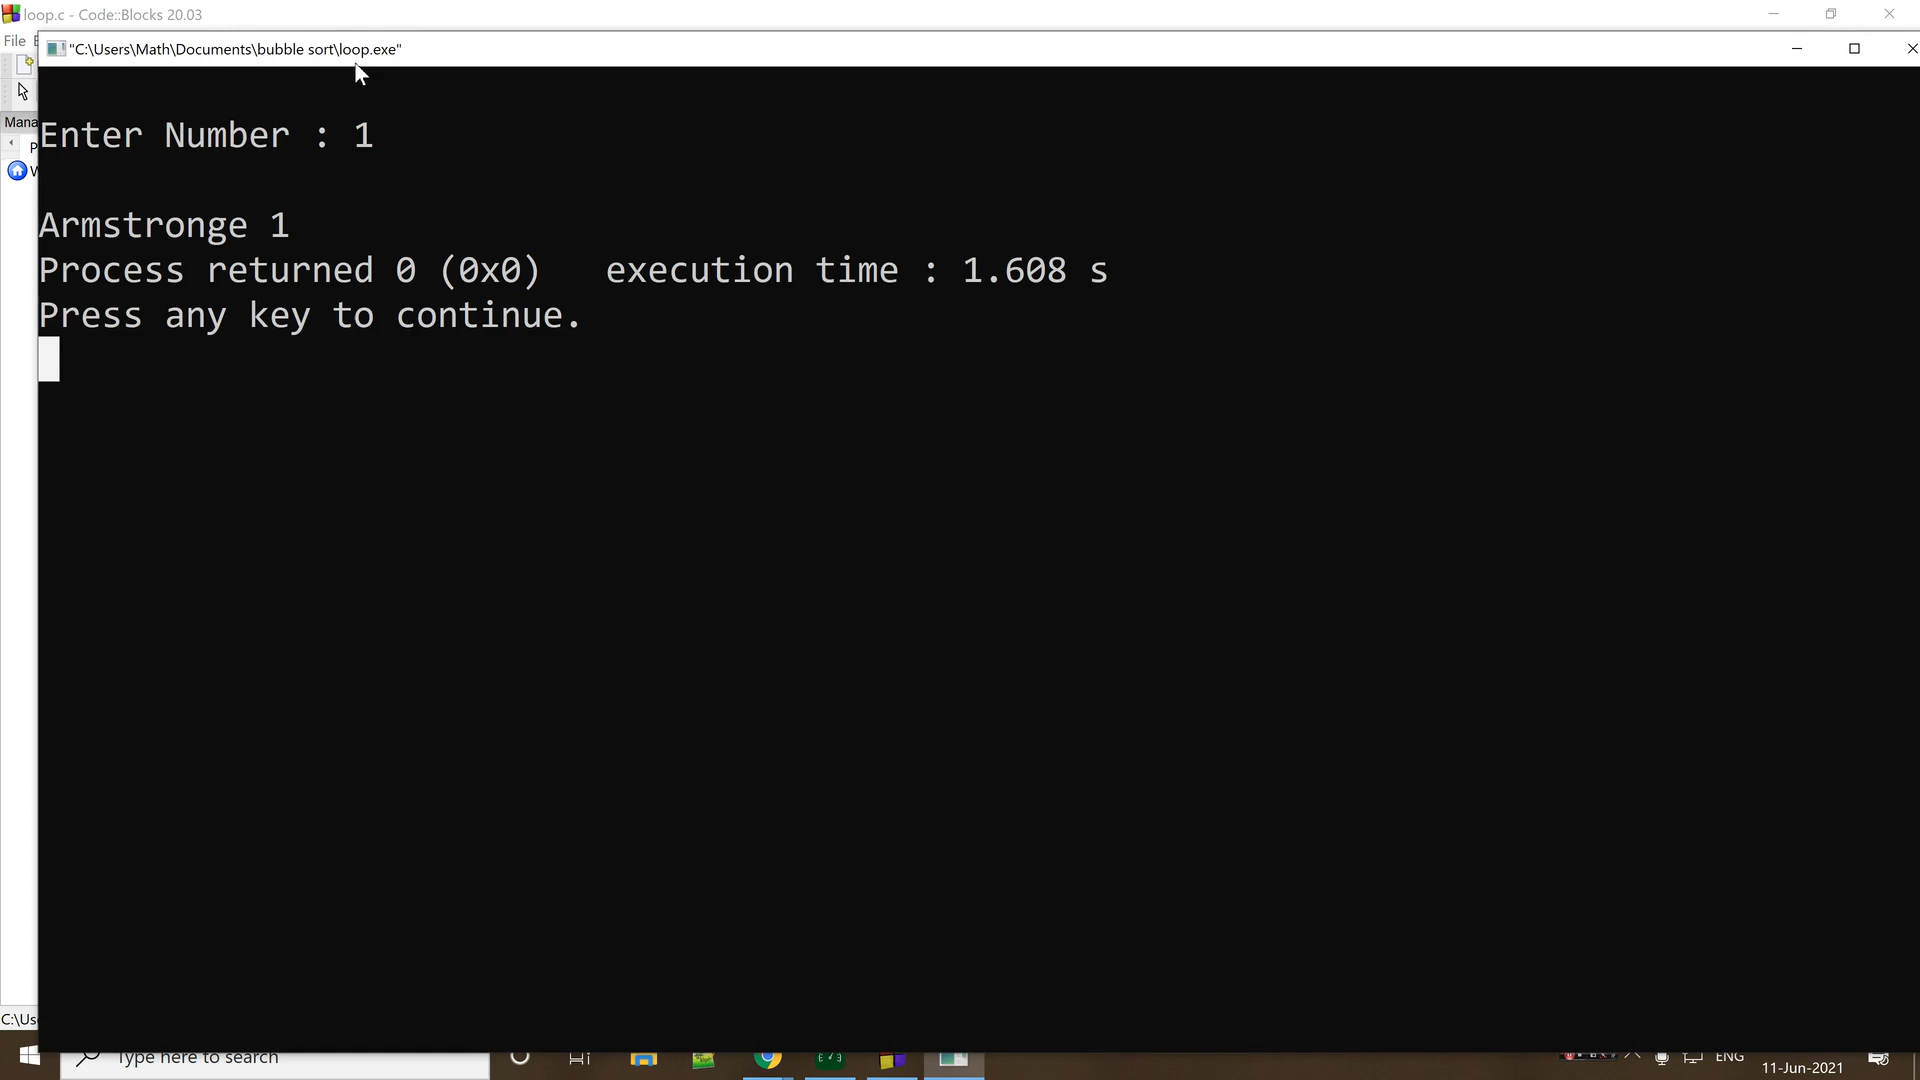 loop.c - Code::Blocks 20.03
File
"C:\Users\Math\Documents\bubble sort\loop.exe"
Mana
Enter Number : 1
Armstronge 1
Process returned 0 (0x0)   execution time : 1.608 s
Press any key to continue.
C:\Us
Type here to search
ENG
11-Jun-2021